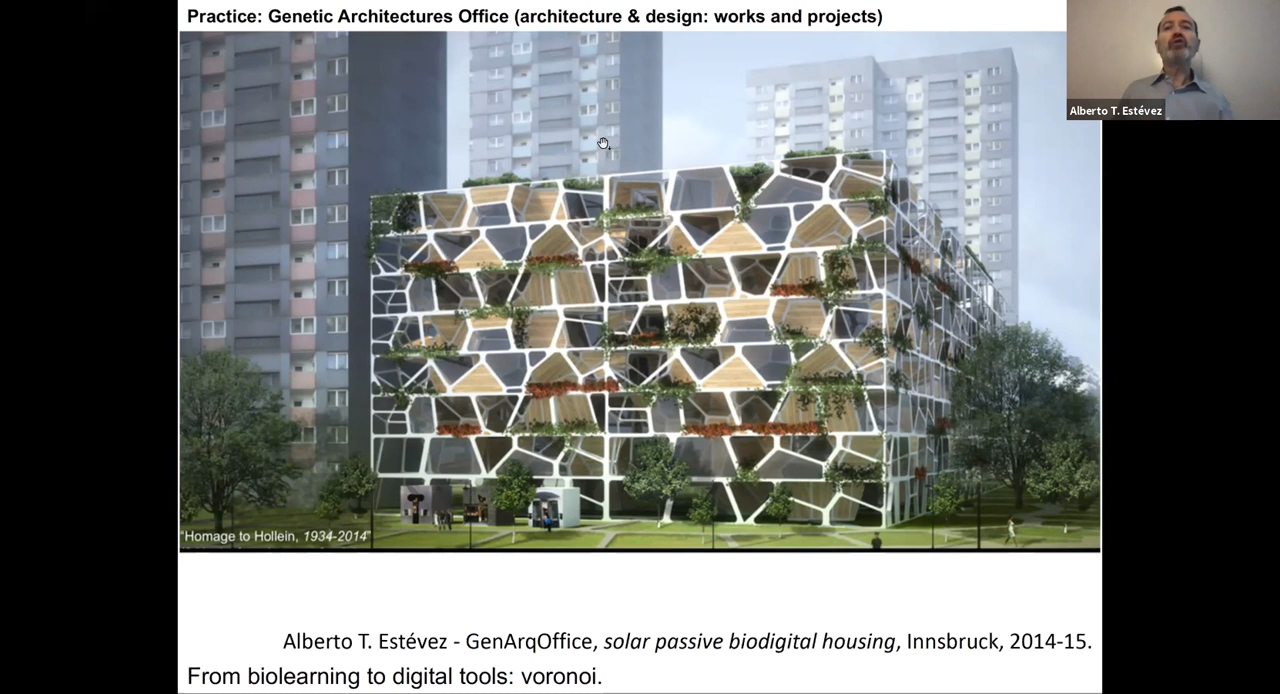 Practice: Genetic Architectures Office (architecture & design: works and projects)
Alberto T. Estévez
"Homage to Hollein, 1934-2014"
Alberto T. Estévez - GenArqOffice, solar passive biodigital housing, Innsbruck, 2014-15.
From biolearning to digital tools: voronoi.